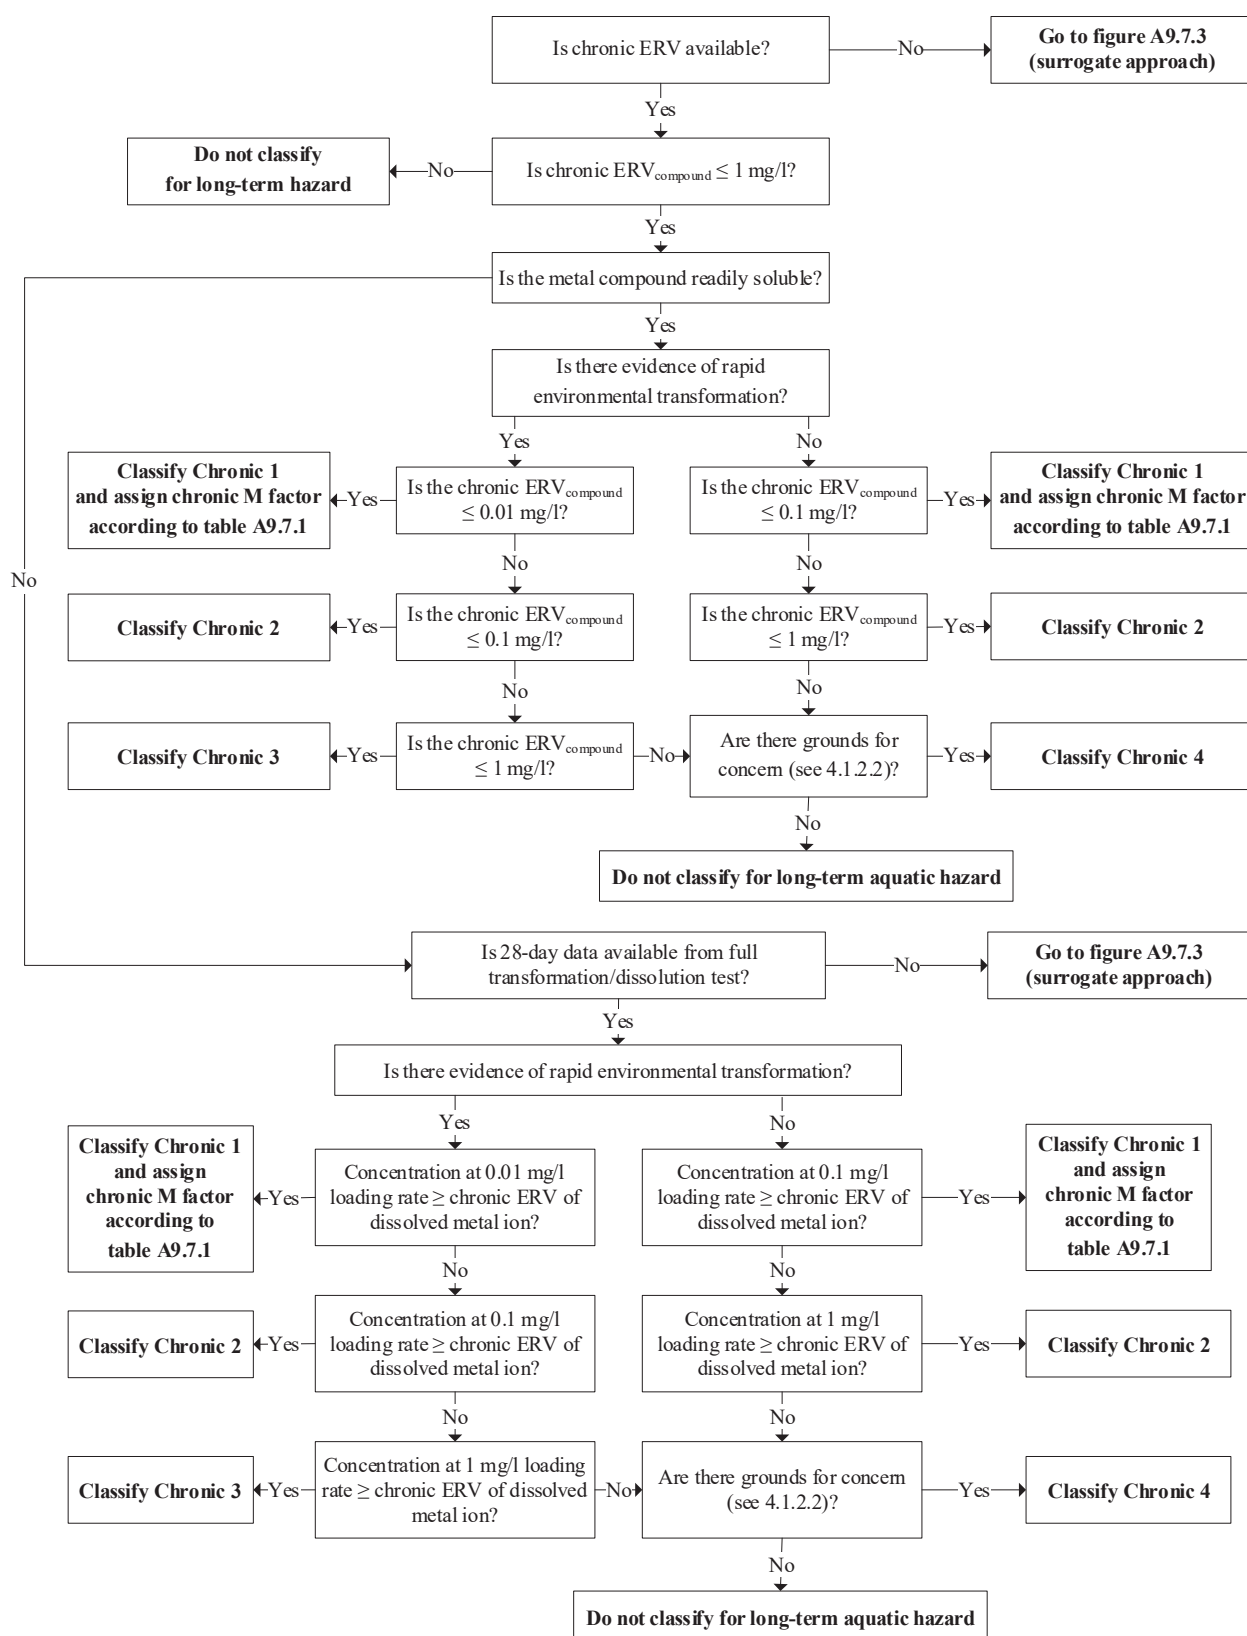 Is chronic ERV available?
No
Go to figure A9.7.3
(surrogate approach)
Yes
Do not classify
for long-term hazard
No
Is chronic ERVcompound ≤ 1 mg/l?
Yes
Is the metal compound readily soluble?
Yes
Is there evidence of rapid
environmental transformation?
Yes
No
Classify Chronic 1
and assign chronic M factor
according to table A9.7.1
Yes
Is the chronic ERVcompound
≤ 0.01 mg/l?
Is the chronic ERVcompound
≤ 0.1 mg/l?
Yes
Classify Chronic 1
and assign chronic M factor
according to table A9.7.1
No
No
No
Classify Chronic 2
Yes
Is the chronic ERVcompound
≤ 0.1 mg/l?
Is the chronic ERVcompound
≤ 1 mg/l?
Yes
Classify Chronic 2
No
No
Classify Chronic 3
Yes
Is the chronic ERVcompound
≤ 1 mg/l?
No
Are there grounds for
concern (see 4.1.2.2)?
Yes
Classify Chronic 4
No
Do not classify for long-term aquatic hazard
Is 28-day data available from full
transformation/dissolution test?
No
Go to figure A9.7.3
(surrogate approach)
Yes
Is there evidence of rapid environmental transformation?
Yes
No
Classify Chronic 1
and assign
chronic M factor
according to
table A9.7.1
Yes
Concentration at 0.01 mg/l
loading rate ≥ chronic ERV of
dissolved metal ion?
Concentration at 0.1 mg/l
loading rate ≥ chronic ERV of
dissolved metal ion?
Yes
Classify Chronic 1
and assign
chronic M factor
according to
table A9.7.1
No
No
Classify Chronic 2
Yes
Concentration at 0.1 mg/l
loading rate ≥ chronic ERV of
dissolved metal ion?
Concentration at 1 mg/l
loading rate ≥ chronic ERV of
dissolved metal ion?
Yes
Classify Chronic 2
No
No
Classify Chronic 3
Yes
Concentration at 1 mg/l loading
rate ≥ chronic ERV of dissolved
metal ion?
No
Are there grounds for concern
(see 4.1.2.2)?
Yes
Classify Chronic 4
No
Do not classify for long-term aquatic hazard